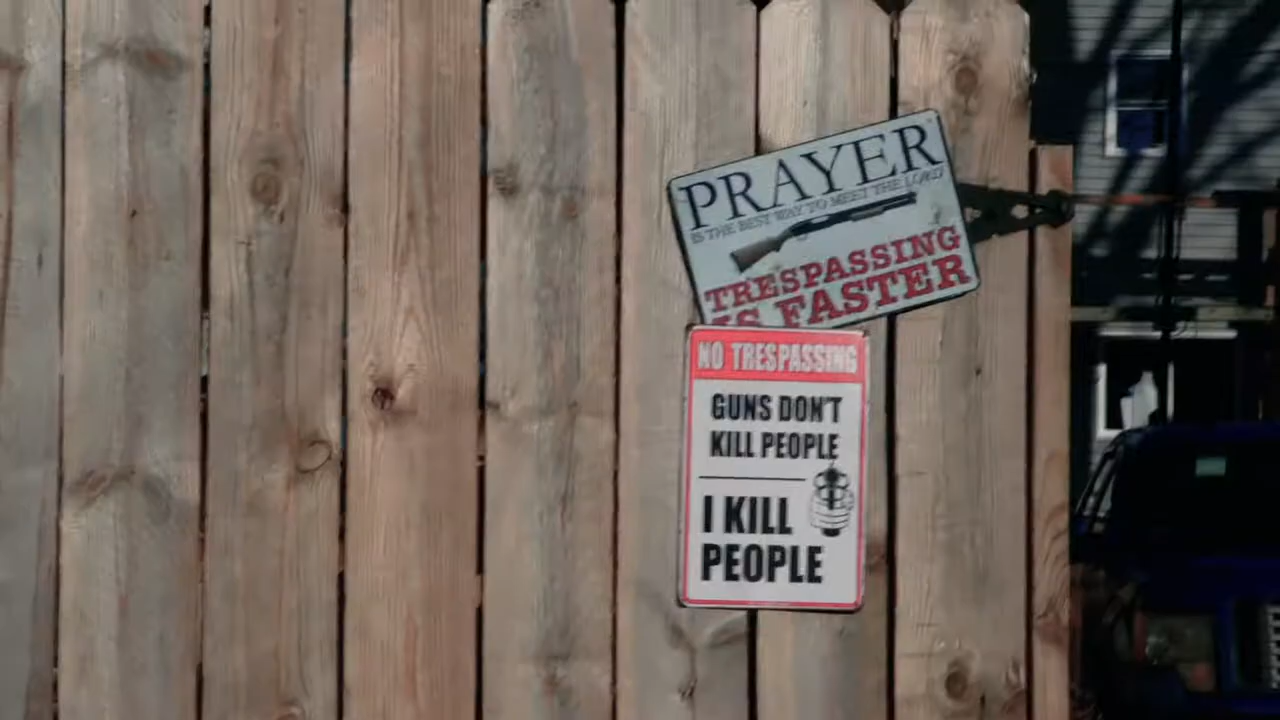 PRAYER
IS THE BEST WAY TO MEET THE LORD
TRESPASSING
IS FASTER
NO TRESPASSING
GUNS DON'T
KILL PEOPLE
I KILL
PEOPLE